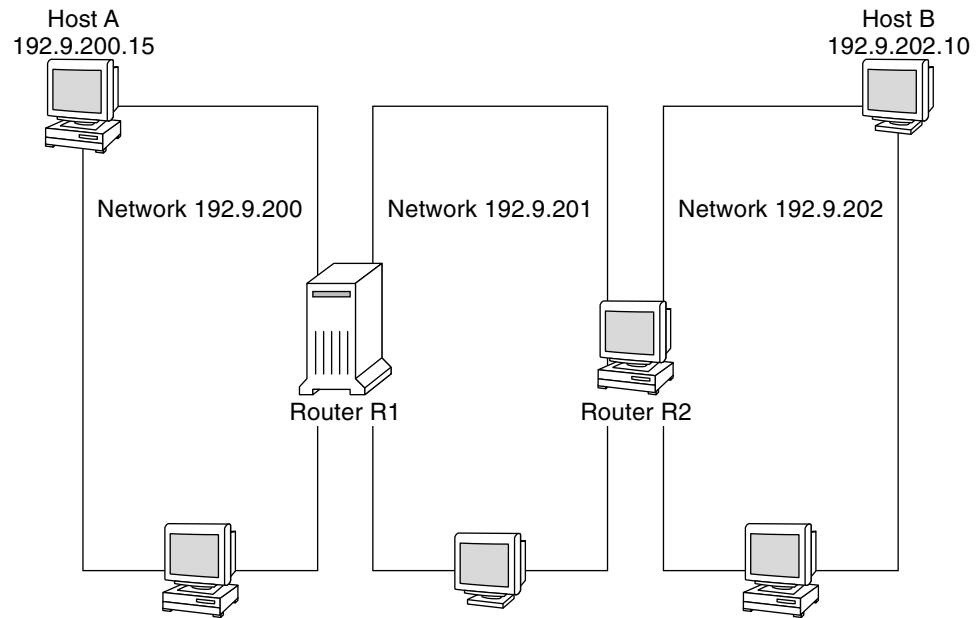 Host A
192.9.200.15
Host B
192.9.202.10
Network 192.9.200
Network 192.9.201
Network 192.9.202
Router R1
Router R2